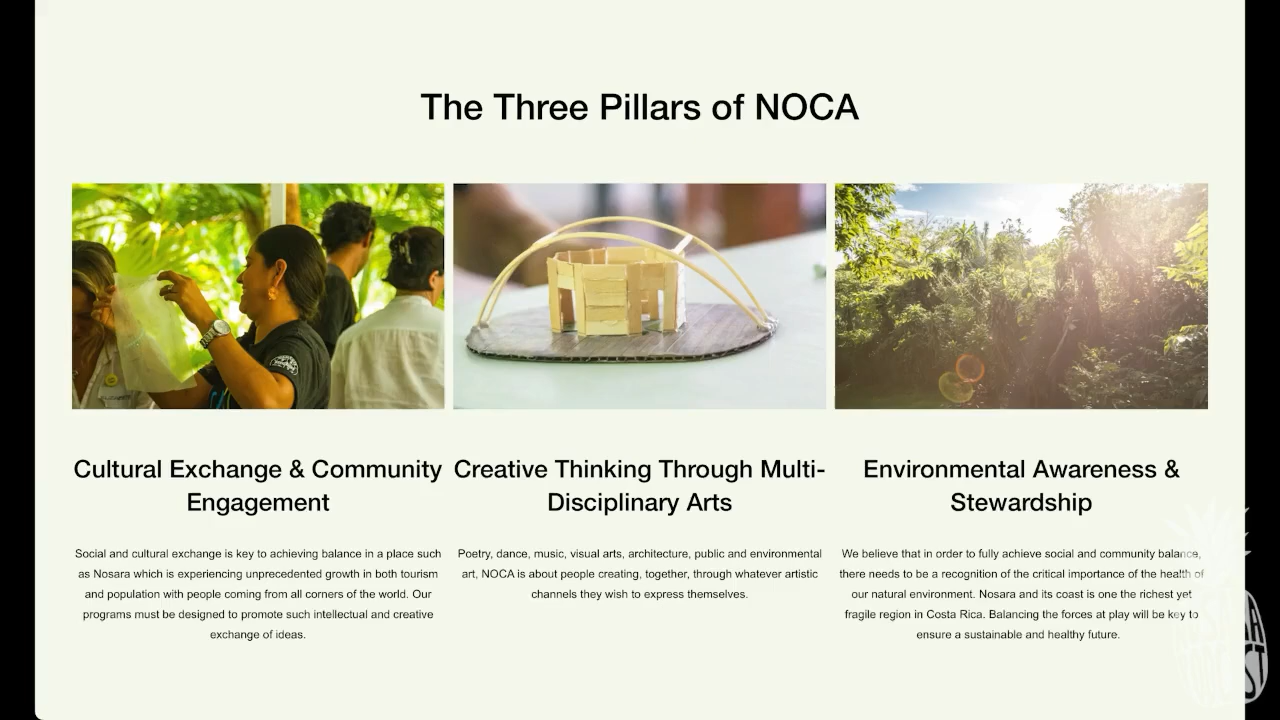 The Three Pillars of NOCA
Cultural Exchange & Community
Engagement
Social and cultural exchange is key to achieving balance in a place such
as Nosara which is experiencing unprecedented growth in both tourism
and population with people coming from all corners of the world. Our
programs must be designed to promote such intellectual and creative
exchange of ideas.
Creative Thinking Through Multi-
Disciplinary Arts
Poetry, dance, music, visual arts, architecture, public and environmental
art, NOCA is about people creating, together, through whatever artistic
channels they wish to express themselves.
Environmental Awareness &
Stewardship
We believe that in order to fully achieve social and community balance,
there needs to be a recognition of the critical importance of the health of
our natural environment. Nosara and its coast is one the richest yet
fragile region in Costa Rica. Balancing the forces at play will be key to
ensure a sustainable and healthy future.